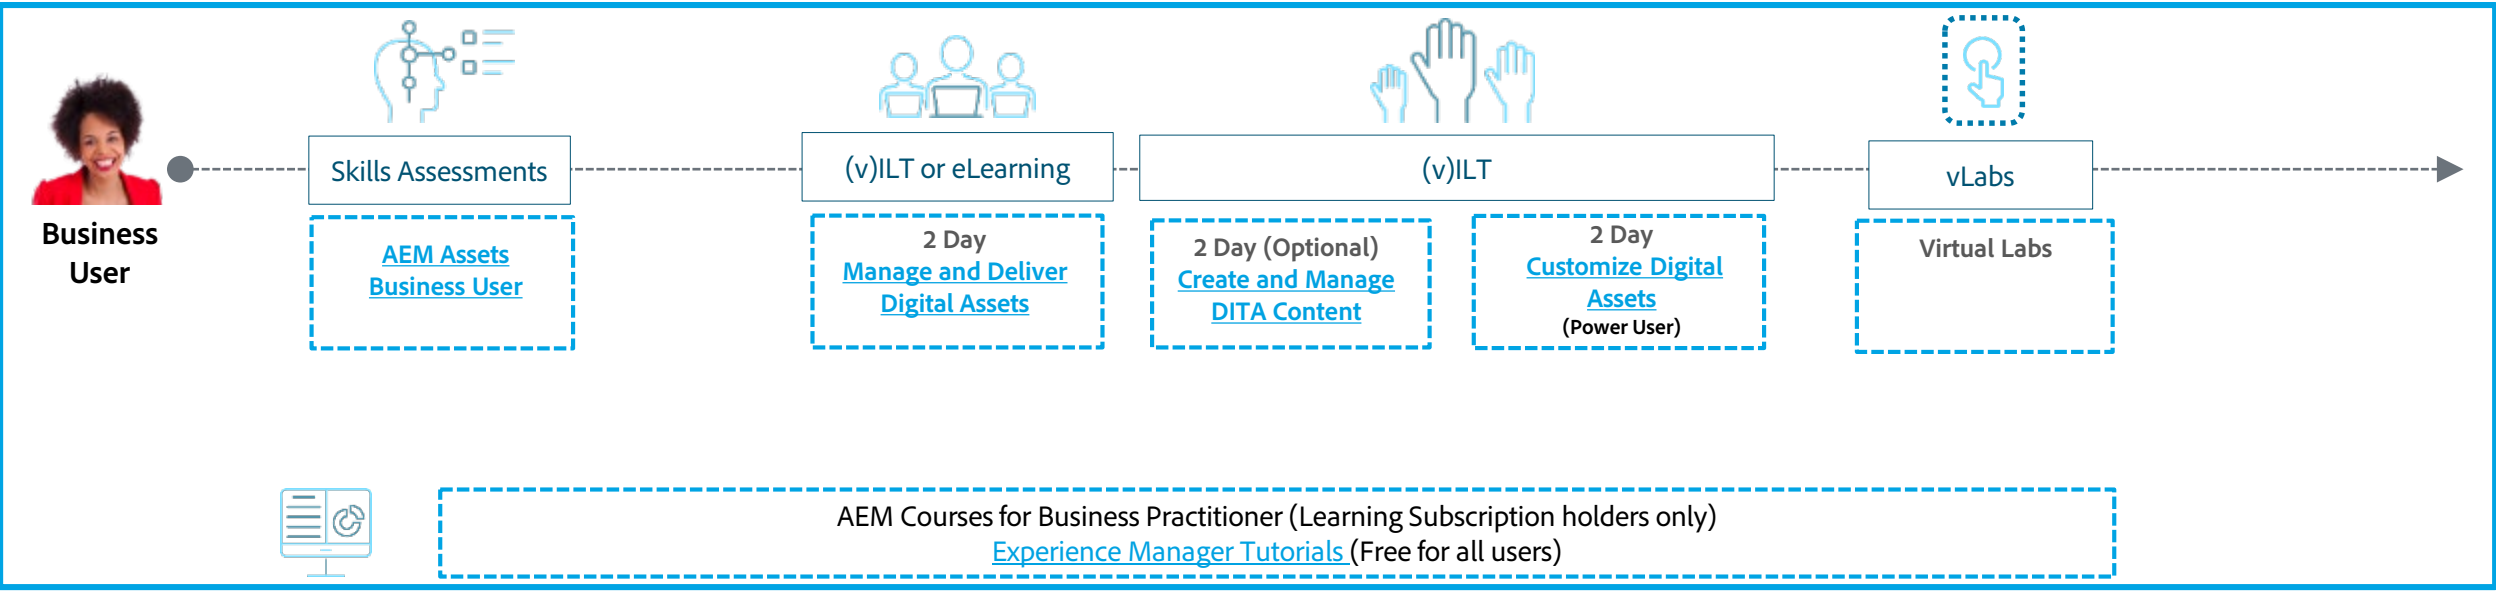 Business
User
Skills Assessments
AEM Assets
Business User
(v)ILT or eLearning
2 Day
Manage and Deliver
Digital Assets
(v)ILT
2 Day (Optional)
Create and Manage
DITA Content
2 Day
Customize Digital
Assets
(Power User)
vLabs
Virtual Labs
AEM Courses for Business Practitioner (Learning Subscription holders only)
Experience Manager Tutorials (Free for all users)